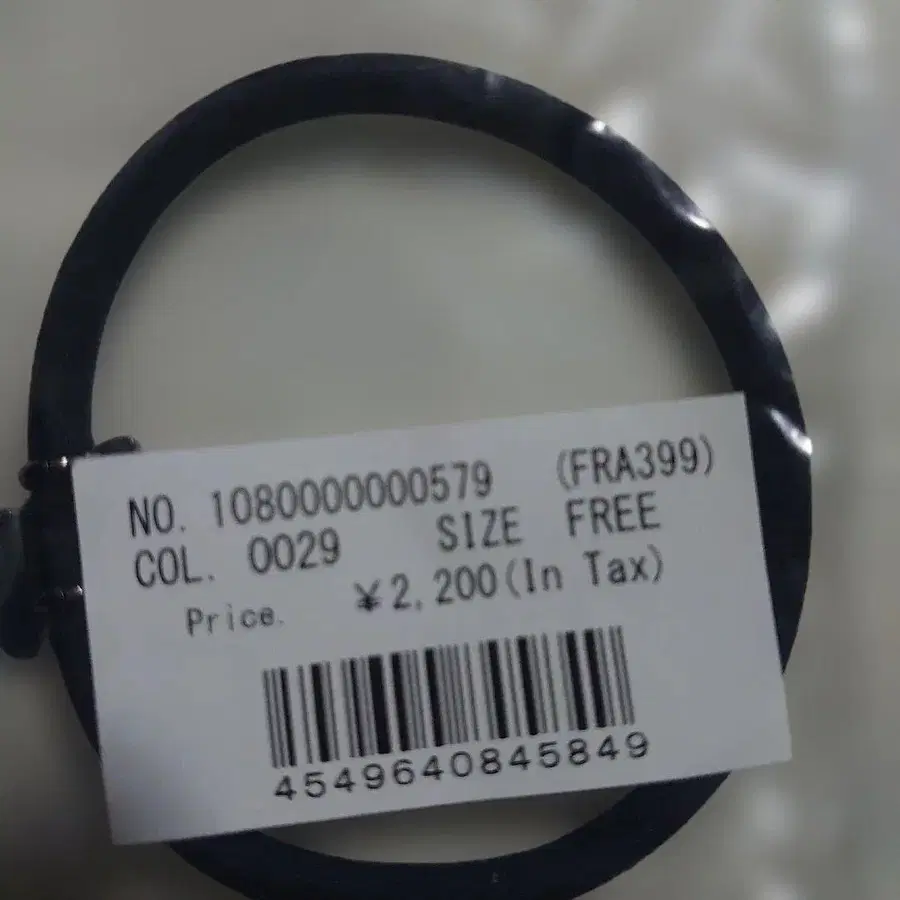 NO. 1080000000579 (FRA399)
COL. 0029 SIZE FREE
Price. ¥2,200(In Tax)
4549640845849